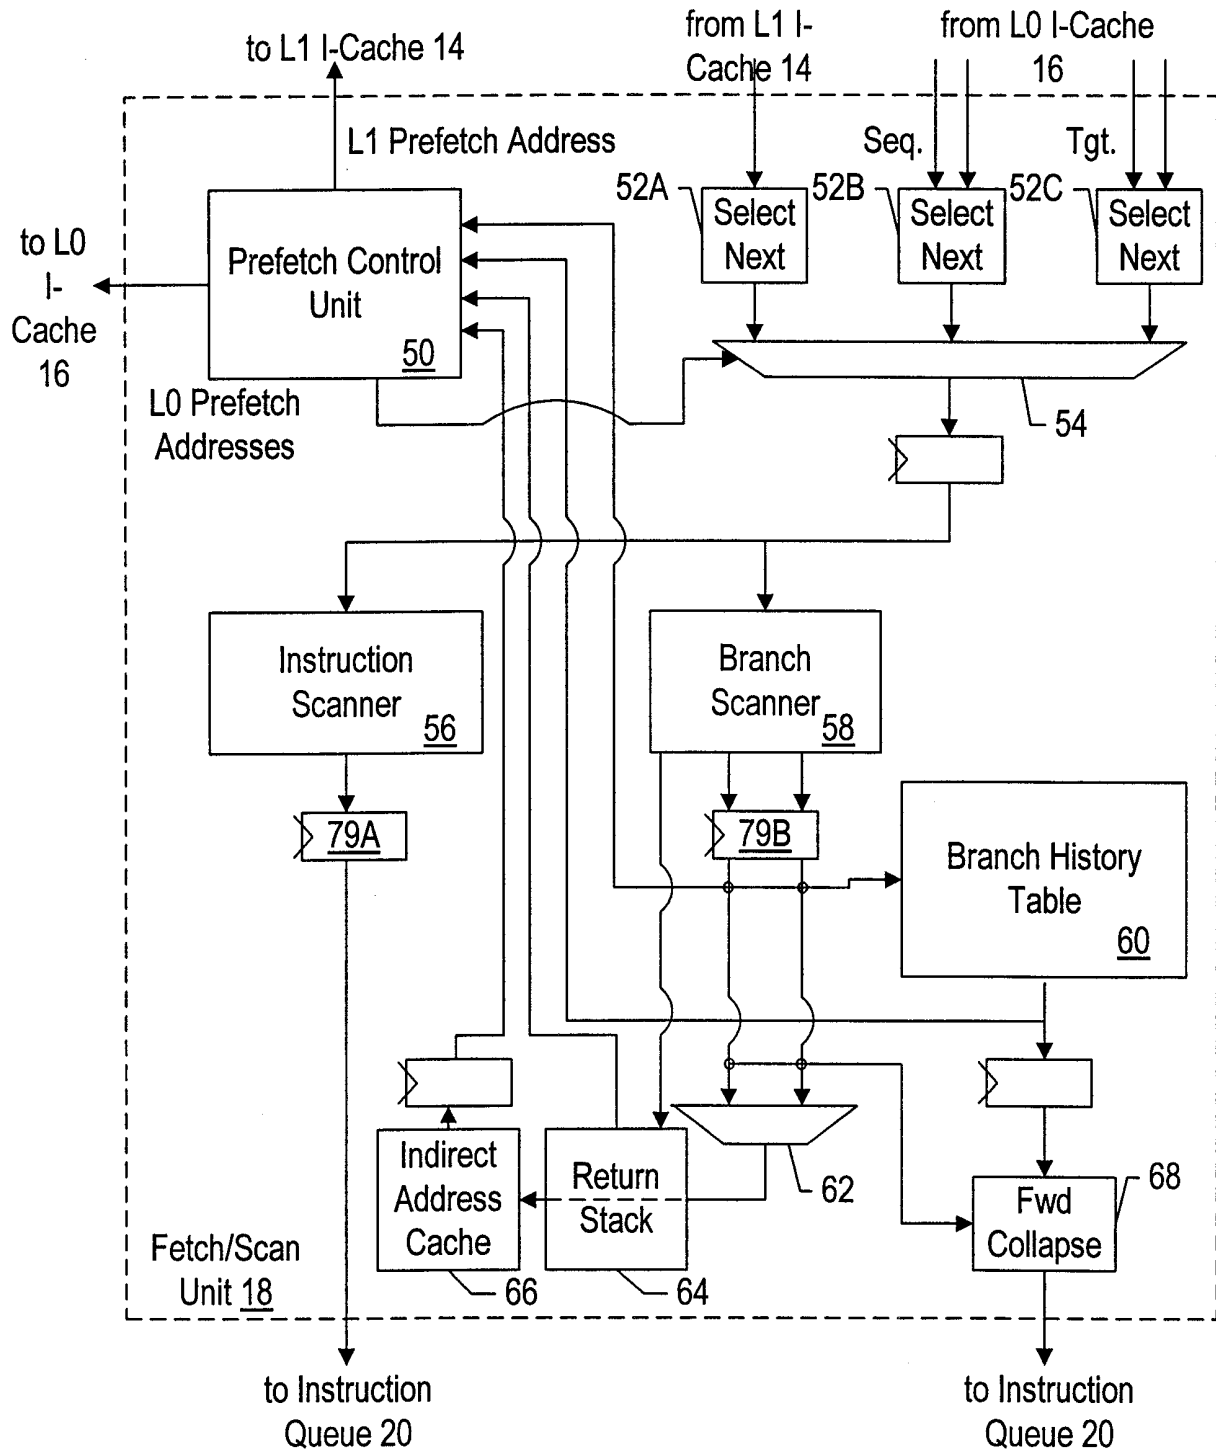 to L1 I-Cache 14
from L1 I-
Cache 14
from L0 I-Cache
16
L1 Prefetch Address
Seq.
Tgt.
52A
Select
Next
52B
Select
Next
52C
Select
Next
to L0
I-
Cache
16
Prefetch Control
Unit
50
L0 Prefetch
Addresses
54
Instruction
Scanner
56
Branch
Scanner
58
79A
79B
Branch History
Table
60
Indirect
Address
Cache
66
Return
Stack
64
62
Fwd
Collapse
68
Fetch/Scan
Unit 18
to Instruction
Queue 20
to Instruction
Queue 20